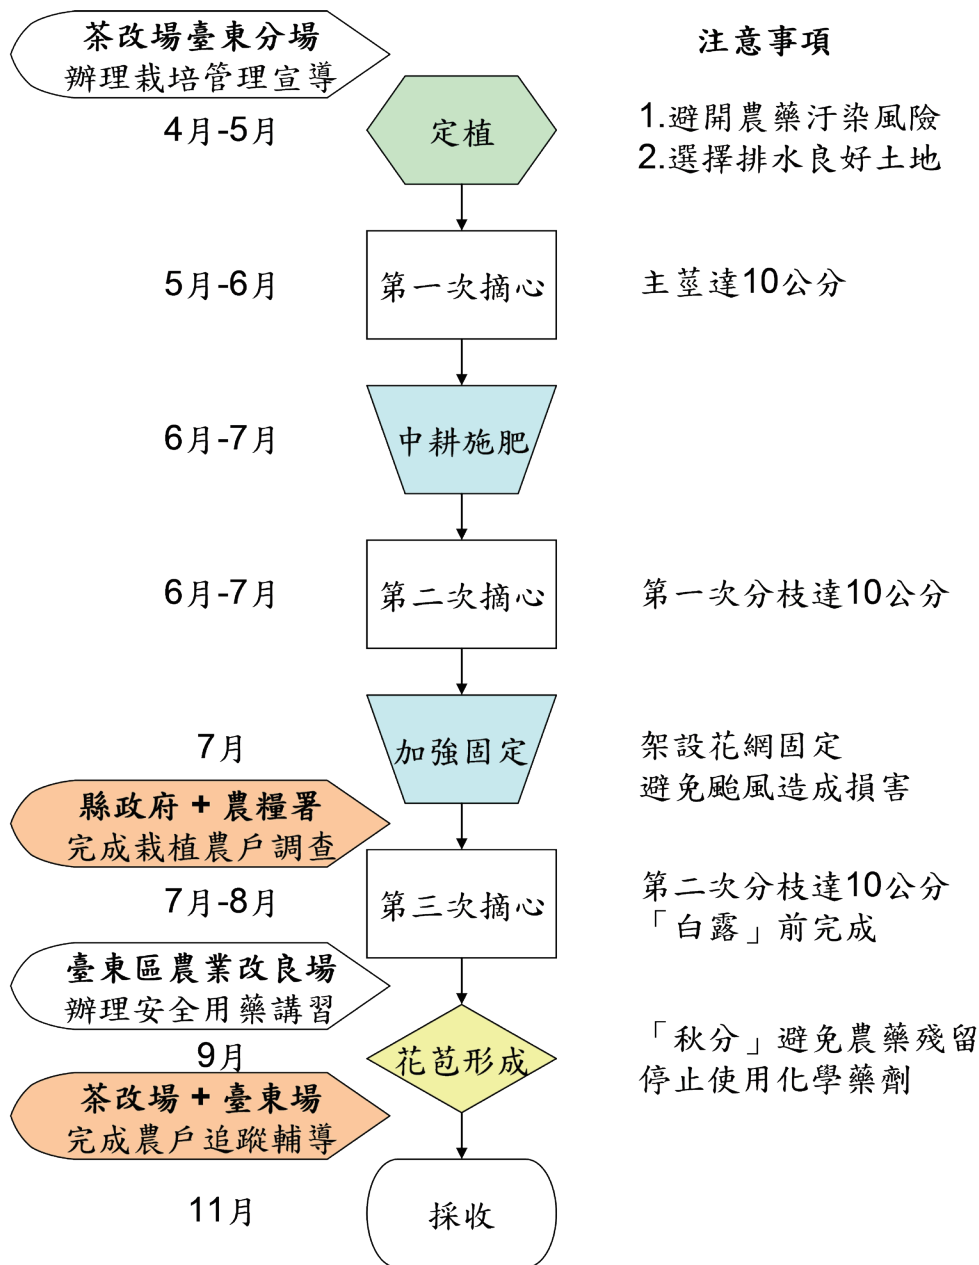 茶改場臺東分場
辦理栽培管理宣導
注意事項
4月-5月
定植
1.避開農藥汙染風險
2.選擇排水良好土地
5月-6月
第一次摘心
主莖達10公分
6月-7月
中耕施肥
6月-7月
第二次摘心
第一次分枝達10公分
7月
加強固定
架設花網固定
避免颱風造成損害
縣政府 + 農糧署
完成栽植農戶調查
7月-8月
第三次摘心
第二次分枝達10公分
「白露」前完成
臺東區農業改良場
辦理安全用藥講習
9月
花苞形成
「秋分」避免農藥殘留
停止使用化學藥劑
茶改場 + 臺東場
完成農戶追蹤輔導
11月
採收